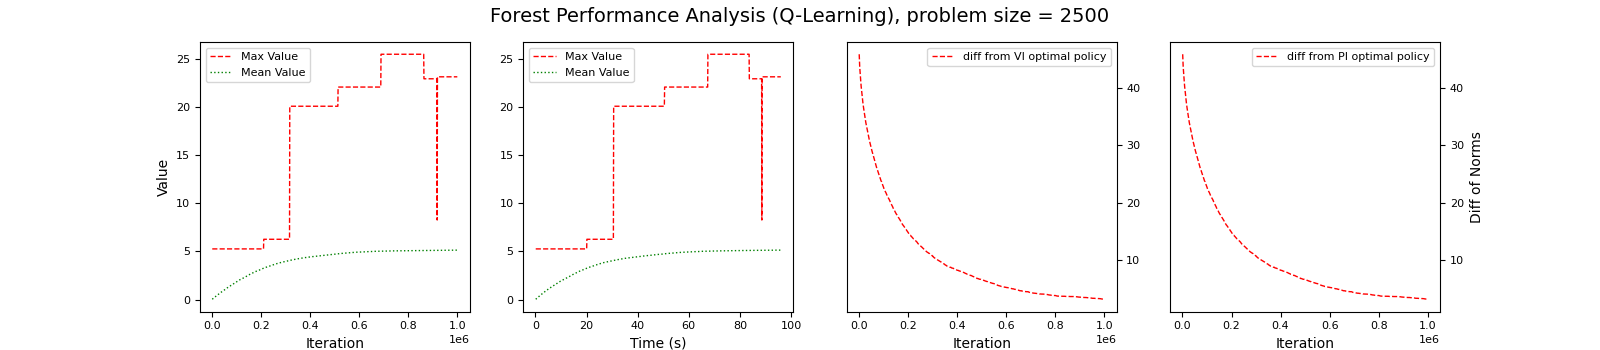 Forest Performance Analysis (Q-Learning), problem size = 2500
Max Value
Mean Value
25
20
15
10
5
0
Value
0.0 0.2 0.4 0.6 0.8 1.0
1e6
Iteration
Max Value
Mean Value
25
20
15
10
5
0
0 20 40 60 80 100
Time (s)
diff from VI optimal policy
40
30
20
10
0.0 0.2 0.4 0.6 0.8 1.0
1e6
Iteration
diff from PI optimal policy
40
30
20
10
Diff of Norms
0.0 0.2 0.4 0.6 0.8 1.0
1e6
Iteration